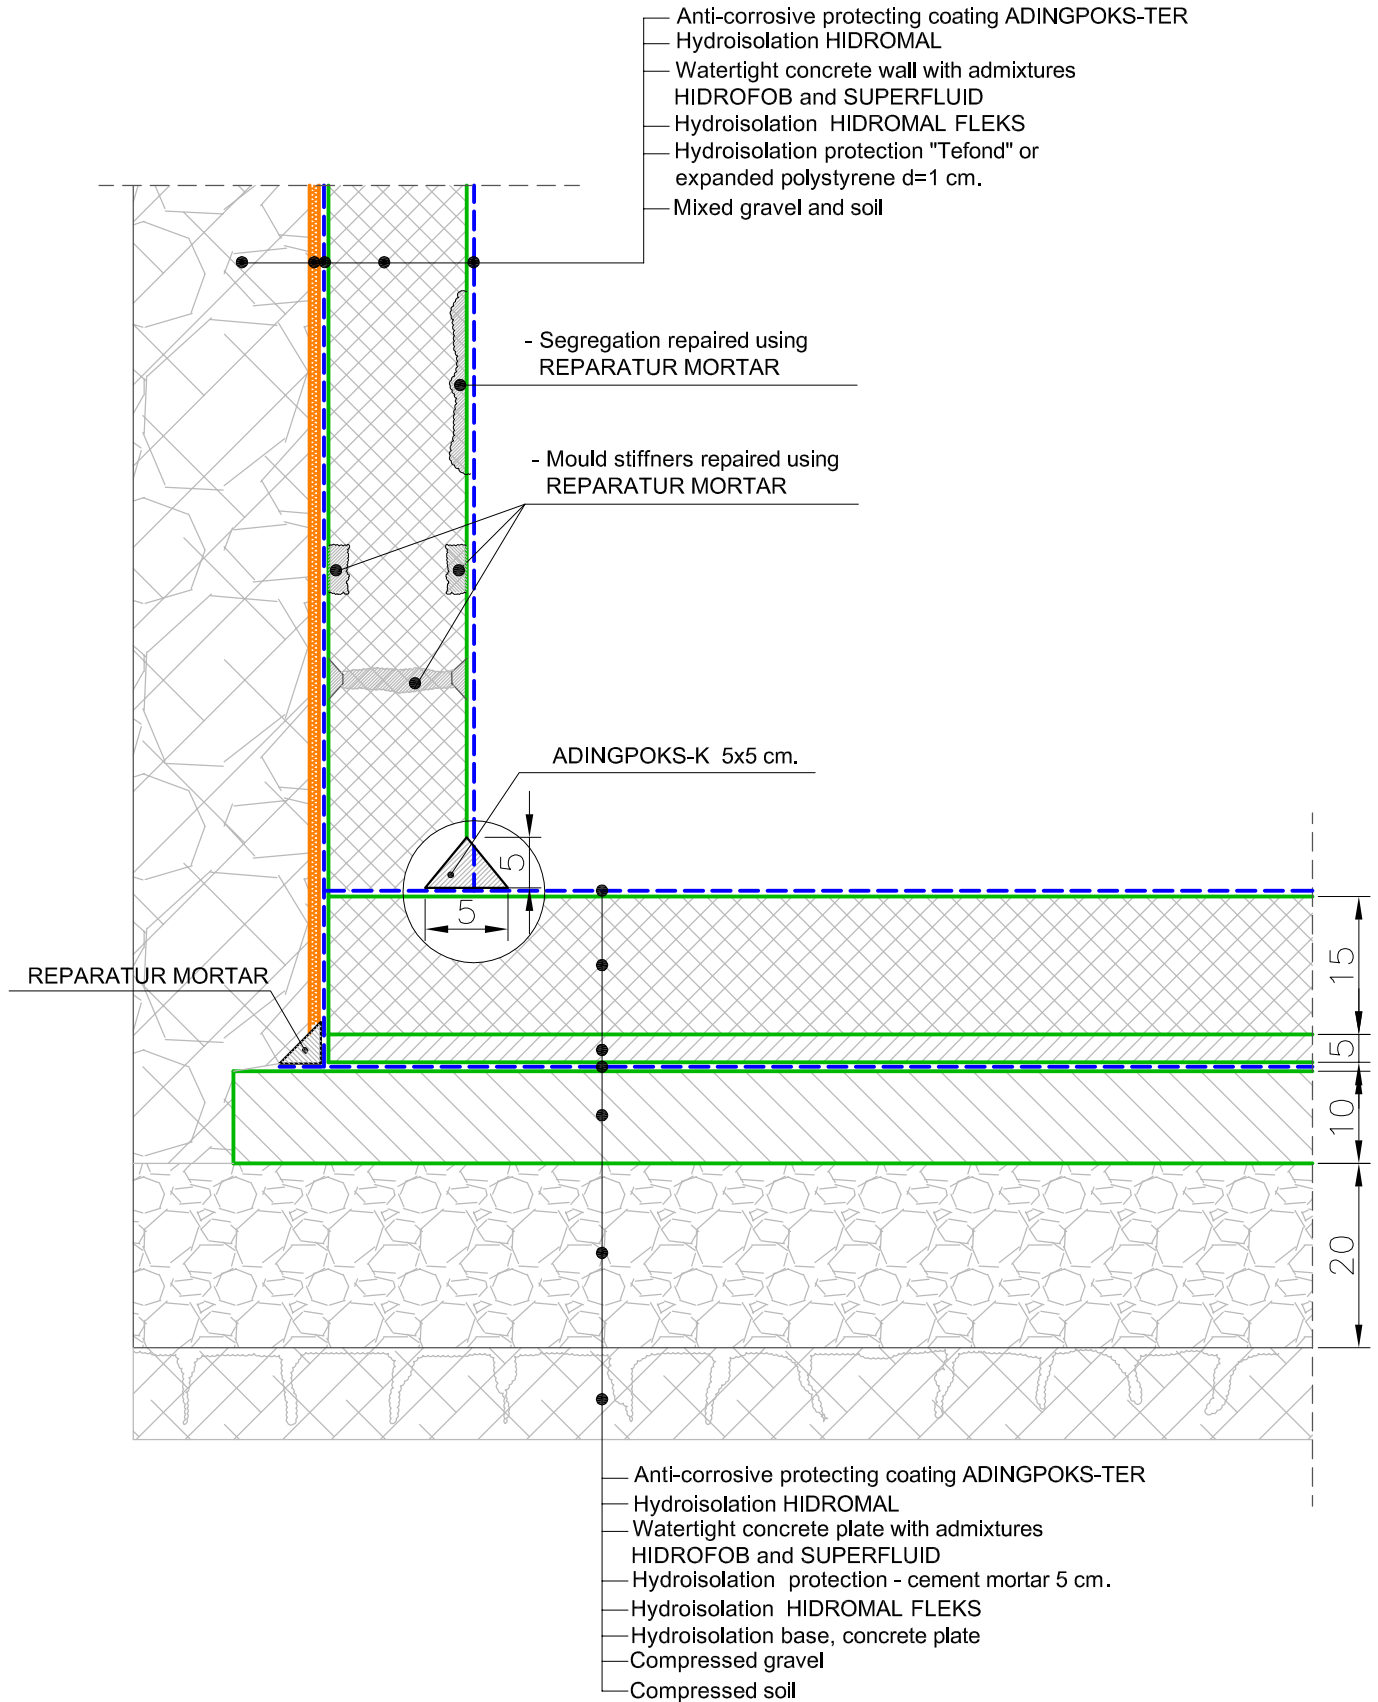 Anti-corrosive protecting coating ADINGPOKS-TER
Hydroisolation HIDROMAL
Watertight concrete wall with admixtures
HIDROFOB and SUPERFLUID
Hydroisolation HIDROMAL FLEKS
Hydroisolation protection "Tefond" or
expanded polystyrene d=1 cm.
Mixed gravel and soil
- Segregation repaired using
REPARATUR MORTAR
- Mould stiffners repaired using
REPARATUR MORTAR
ADINGPOKS-K 5x5 cm.
5
5
REPARATUR MORTAR
15
5
10
20
Anti-corrosive protecting coating ADINGPOKS-TER
Hydroisolation HIDROMAL
Watertight concrete plate with admixtures
HIDROFOB and SUPERFLUID
Hydroisolation protection - cement mortar 5 cm.
Hydroisolation HIDROMAL FLEKS
Hydroisolation base, concrete plate
Compressed gravel
Compressed soil